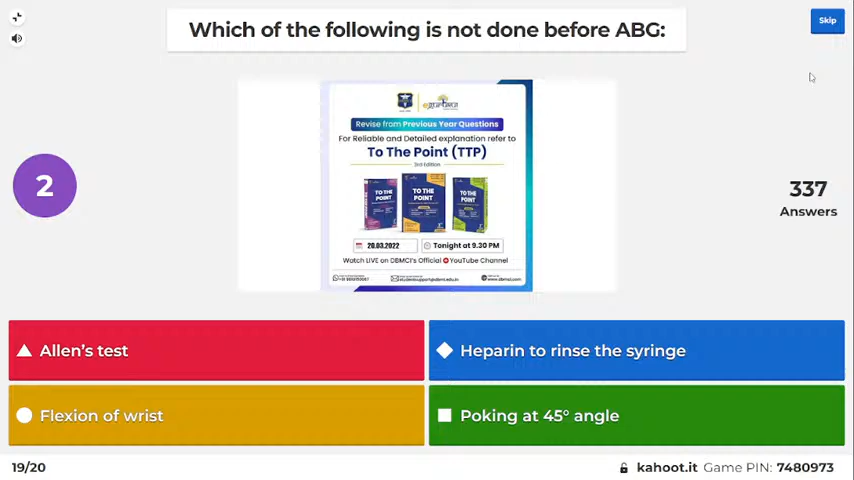 Which of the following is not done before ABG:
Skip
Revise from Previous Year Questions
For Reliable and Detailed explanation refer to
To The Point (TTP)
3rd Edition
TO THE
POINT
TO THE
POINT
TO THE
POINT
20.03.2022
Tonight at 9.30 PM
Watch LIVE on DBMCI's Official YouTube Channel
2
337
Answers
Allen's test
Heparin to rinse the syringe
Flexion of wrist
Poking at 45° angle
19/20
kahoot.it Game PIN: 7480973